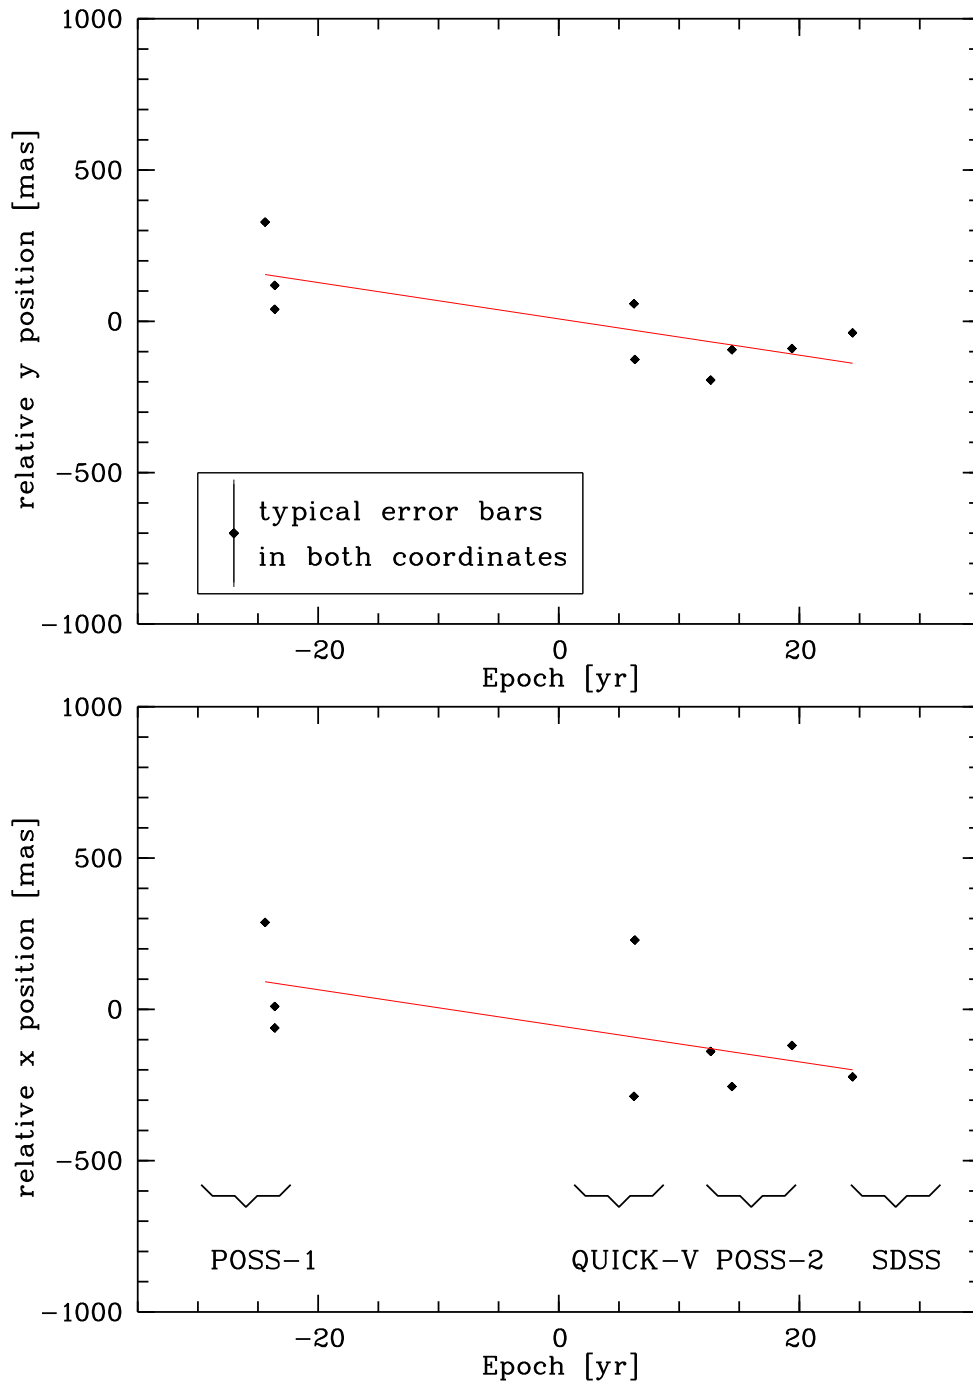 1000
500
0
−500
−1000
relative y position [mas]
typical error bars
in both coordinates
−20 0 20
Epoch [yr]
1000
500
0
−500
−1000
relative x position [mas]
POSS−1 QUICK−V POSS−2 SDSS
−20 0 20
Epoch [yr]